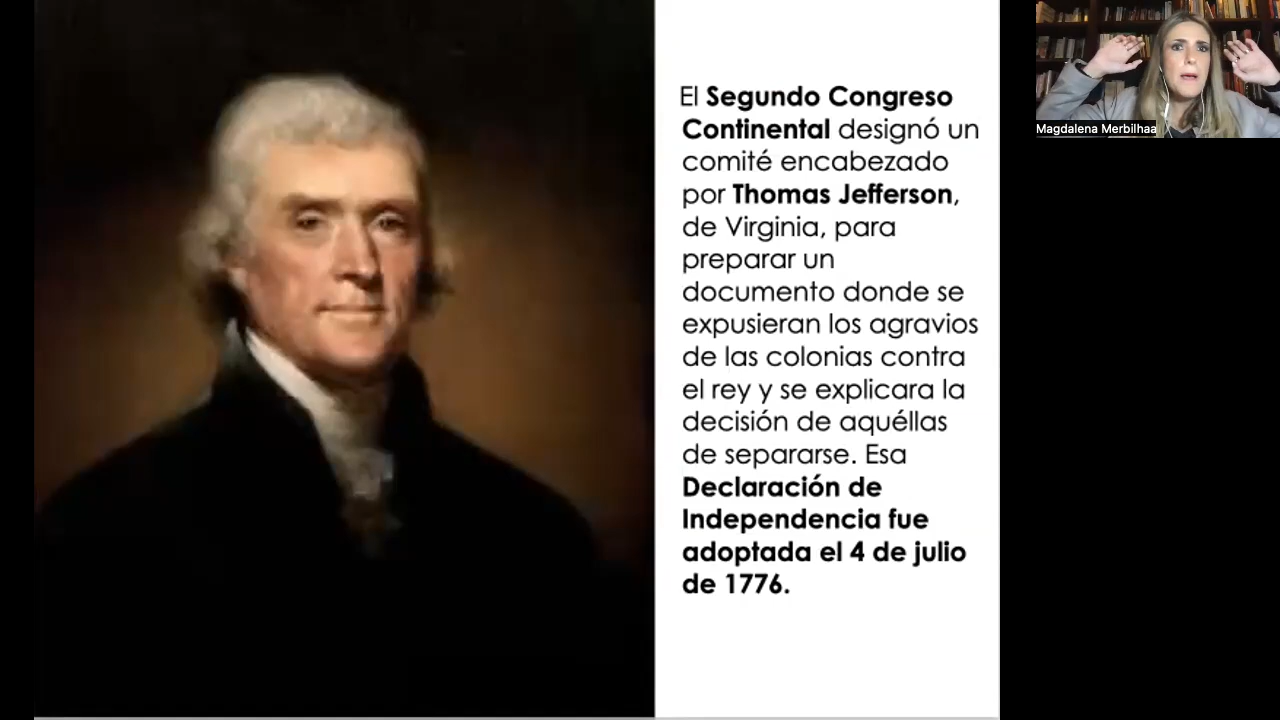 El Segundo Congreso
Continental designó un
comité encabezado
por Thomas Jefferson,
de Virginia, para
preparar un
documento donde se
expusieran los agravios
de las colonias contra
el rey y se explicara la
decisión de aquéllas
de separarse. Esa
Declaración de
Independencia fue
adoptada el 4 de julio
de 1776.
Magdalena Merbilhaa